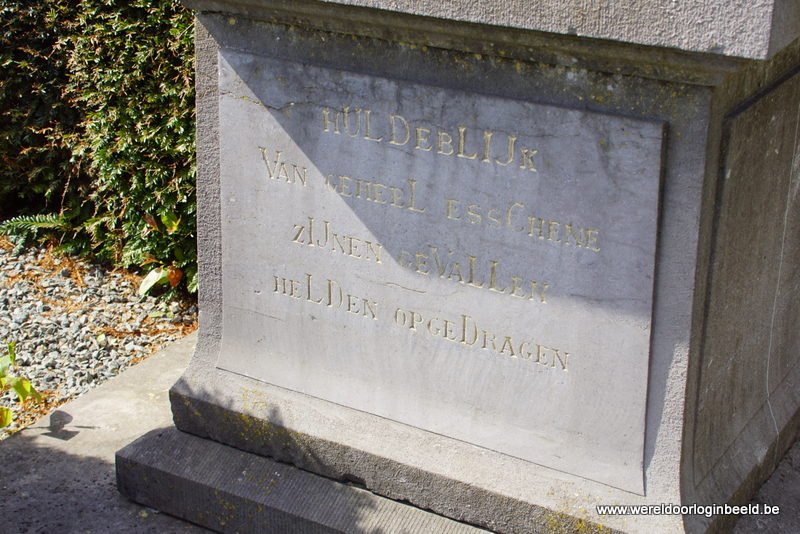 HULDEBLIJK
VAN GEHEEL ESSCHENE
ZIJNEN GEVALLEN
HELDEN OPGEDRAGEN
www.wereldoorloginbeeld.be